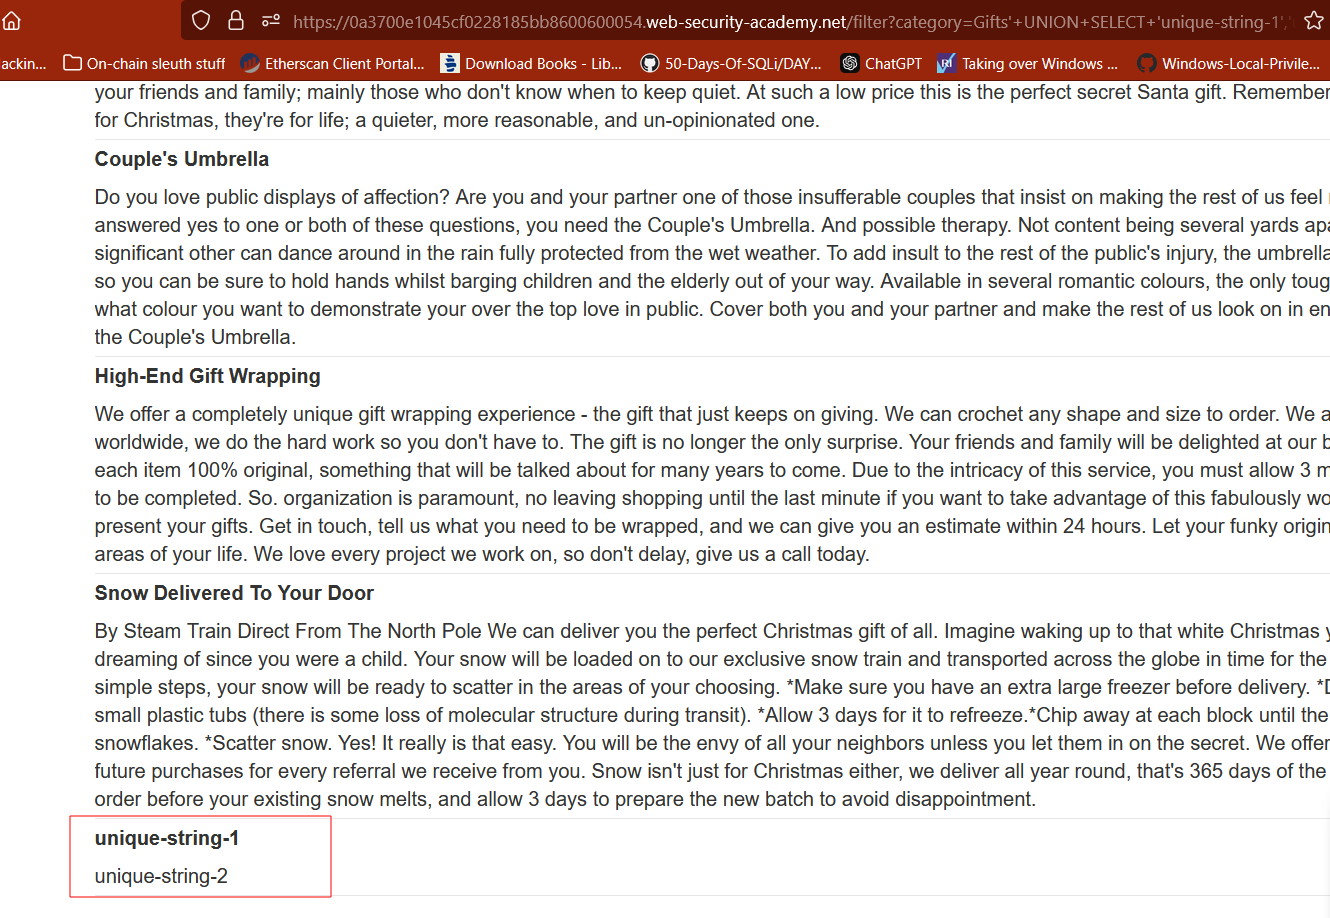 https://0a3700e1045cf0228185bb8600600054.web-security-academy.net/filter?category=Gifts'+UNION+SELECT+'unique-string-1','
ackin... On-chain sleuth stuff Etherscan Client Portal... Download Books - Lib... 50-Days-Of-SQLi/DAY... ChatGPT Taking over Windows ... Windows-Local-Privile...
your friends and family; mainly those who don't know when to keep quiet. At such a low price this is the perfect secret Santa gift. Remember
for Christmas, they're for life; a quieter, more reasonable, and un-opinionated one.
Couple's Umbrella
Do you love public displays of affection? Are you and your partner one of those insufferable couples that insist on making the rest of us feel
answered yes to one or both of these questions, you need the Couple's Umbrella. And possible therapy. Not content being several yards apa
significant other can dance around in the rain fully protected from the wet weather. To add insult to the rest of the public's injury, the umbrella
so you can be sure to hold hands whilst barging children and the elderly out of your way. Available in several romantic colours, the only toug
what colour you want to demonstrate your over the top love in public. Cover both you and your partner and make the rest of us look on in en
the Couple's Umbrella.
High-End Gift Wrapping
We offer a completely unique gift wrapping experience - the gift that just keeps on giving. We can crochet any shape and size to order. We a
worldwide, we do the hard work so you don't have to. The gift is no longer the only surprise. Your friends and family will be delighted at our b
each item 100% original, something that will be talked about for many years to come. Due to the intricacy of this service, you must allow 3 m
to be completed. So. organization is paramount, no leaving shopping until the last minute if you want to take advantage of this fabulously wo
present your gifts. Get in touch, tell us what you need to be wrapped, and we can give you an estimate within 24 hours. Let your funky origin
areas of your life. We love every project we work on, so don't delay, give us a call today.
Snow Delivered To Your Door
By Steam Train Direct From The North Pole We can deliver you the perfect Christmas gift of all. Imagine waking up to that white Christmas y
dreaming of since you were a child. Your snow will be loaded on to our exclusive snow train and transported across the globe in time for the
simple steps, your snow will be ready to scatter in the areas of your choosing. *Make sure you have an extra large freezer before delivery. *D
small plastic tubs (there is some loss of molecular structure during transit). *Allow 3 days for it to refreeze.*Chip away at each block until the
snowflakes. *Scatter snow. Yes! It really is that easy. You will be the envy of all your neighbors unless you let them in on the secret. We offer
future purchases for every referral we receive from you. Snow isn't just for Christmas either, we deliver all year round, that's 365 days of the
order before your existing snow melts, and allow 3 days to prepare the new batch to avoid disappointment.
unique-string-1
unique-string-2